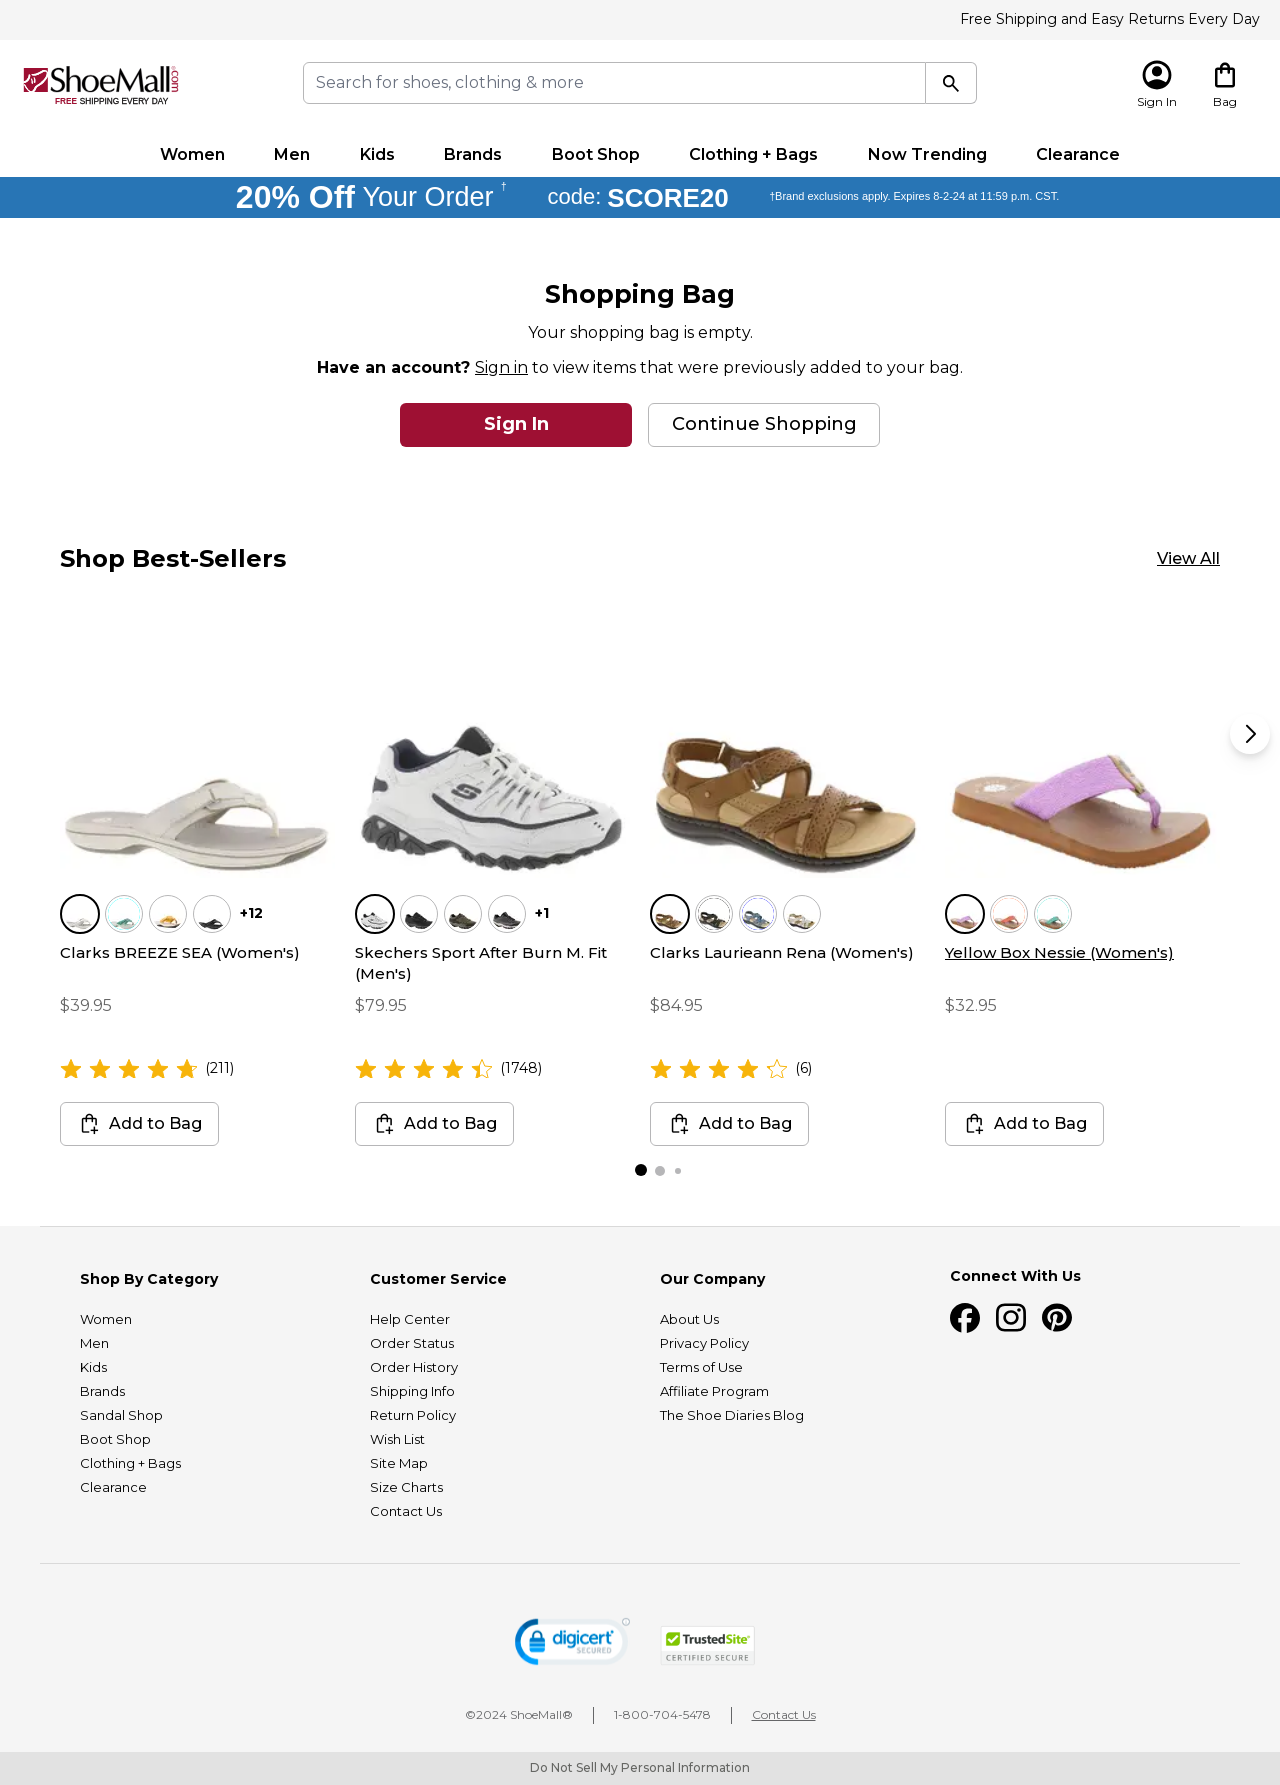 Free Shipping and Easy Returns Every Day
ShoeMall®.com
FREE SHIPPING EVERY DAY
Search for shoes, clothing & more
Sign In
Bag
Women Men Kids Brands Boot Shop Clothing + Bags Now Trending Clearance
20% Off Your Order † code: SCORE20 †Brand exclusions apply. Expires 8-2-24 at 11:59 p.m. CST.
Shopping Bag
Your shopping bag is empty.
Have an account? Sign in to view items that were previously added to your bag.
Sign In
Continue Shopping
Shop Best-Sellers
View All
+12
Clarks BREEZE SEA (Women's)
$39.95
(211)
Add to Bag
+1
Skechers Sport After Burn M. Fit
(Men's)
$79.95
(1748)
Add to Bag
Clarks Laurieann Rena (Women's)
$84.95
(6)
Add to Bag
Yellow Box Nessie (Women's)
$32.95
Add to Bag
Shop By Category
Women
Men
Kids
Brands
Sandal Shop
Boot Shop
Clothing + Bags
Clearance
Customer Service
Help Center
Order Status
Order History
Shipping Info
Return Policy
Wish List
Site Map
Size Charts
Contact Us
Our Company
About Us
Privacy Policy
Terms of Use
Affiliate Program
The Shoe Diaries Blog
Connect With Us
digicert
SECURED
TrustedSite
CERTIFIED SECURE
©2024 ShoeMall®
1-800-704-5478
Contact Us
Do Not Sell My Personal Information